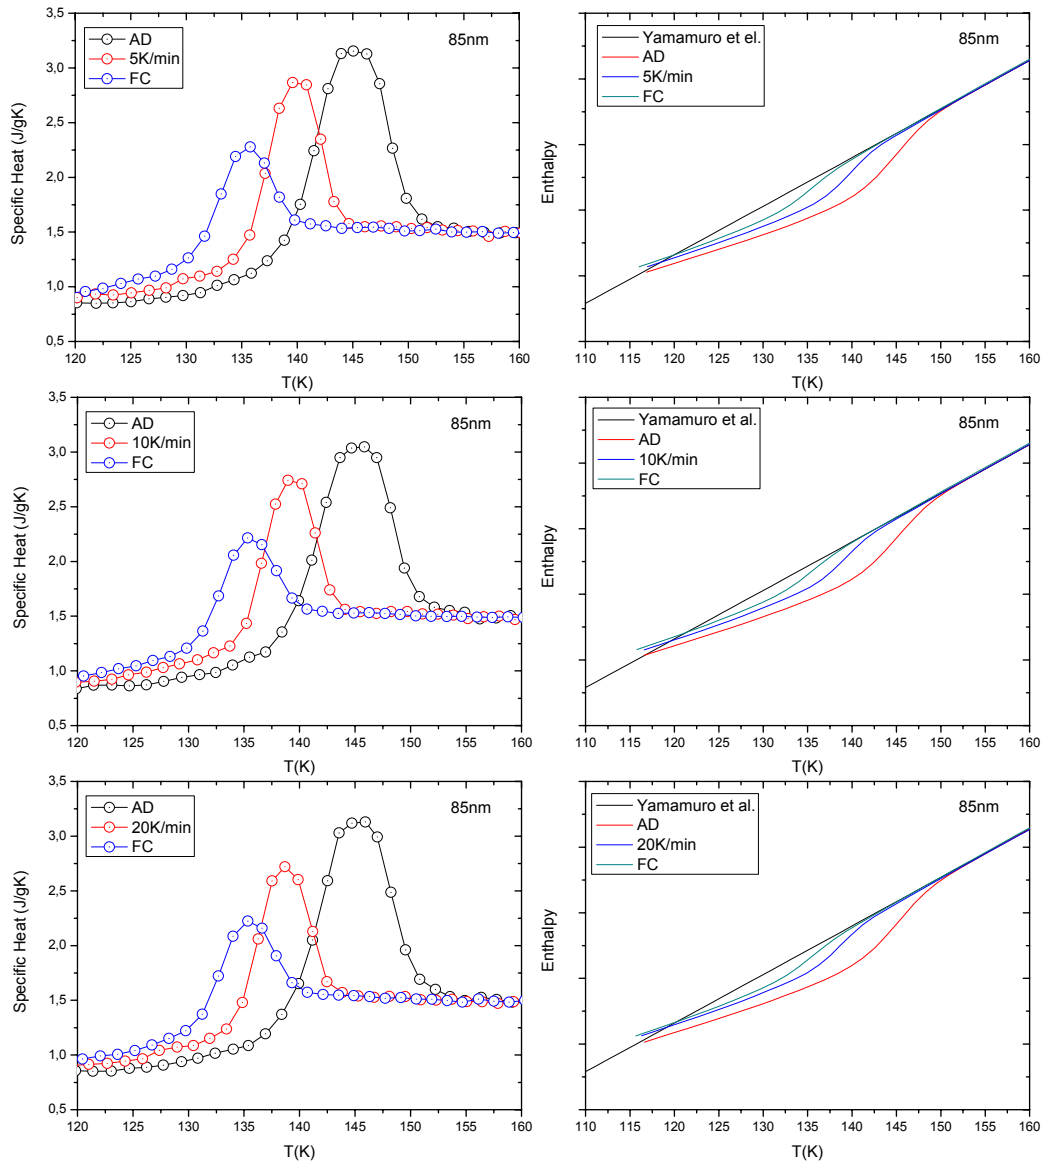 3,5
3,0
2,5
2,0
1,5
1,0
0,5
Specific Heat (J/gK)
AD
5K/min
FC
85nm
120 125 130 135 140 145 150 155 160
T(K)
Enthalpy
Yamamuro et el.
AD
5K/min
FC
85nm
110 115 120 125 130 135 140 145 150 155 160
T(K)
3,5
3,0
2,5
2,0
1,5
1,0
0,5
Specific Heat (J/gK)
AD
10K/min
FC
85nm
120 125 130 135 140 145 150 155 160
T(K)
Enthalpy
Yamamuro et al.
AD
10K/min
FC
85nm
110 115 120 125 130 135 140 145 150 155 160
T(K)
3,5
3,0
2,5
2,0
1,5
1,0
0,5
Specific Heat (J/gK)
AD
20K/min
FC
85nm
120 125 130 135 140 145 150 155 160
T(K)
Enthalpy
Yamamuro et al.
AD
20K/min
FC
85nm
110 115 120 125 130 135 140 145 150 155 160
T(K)